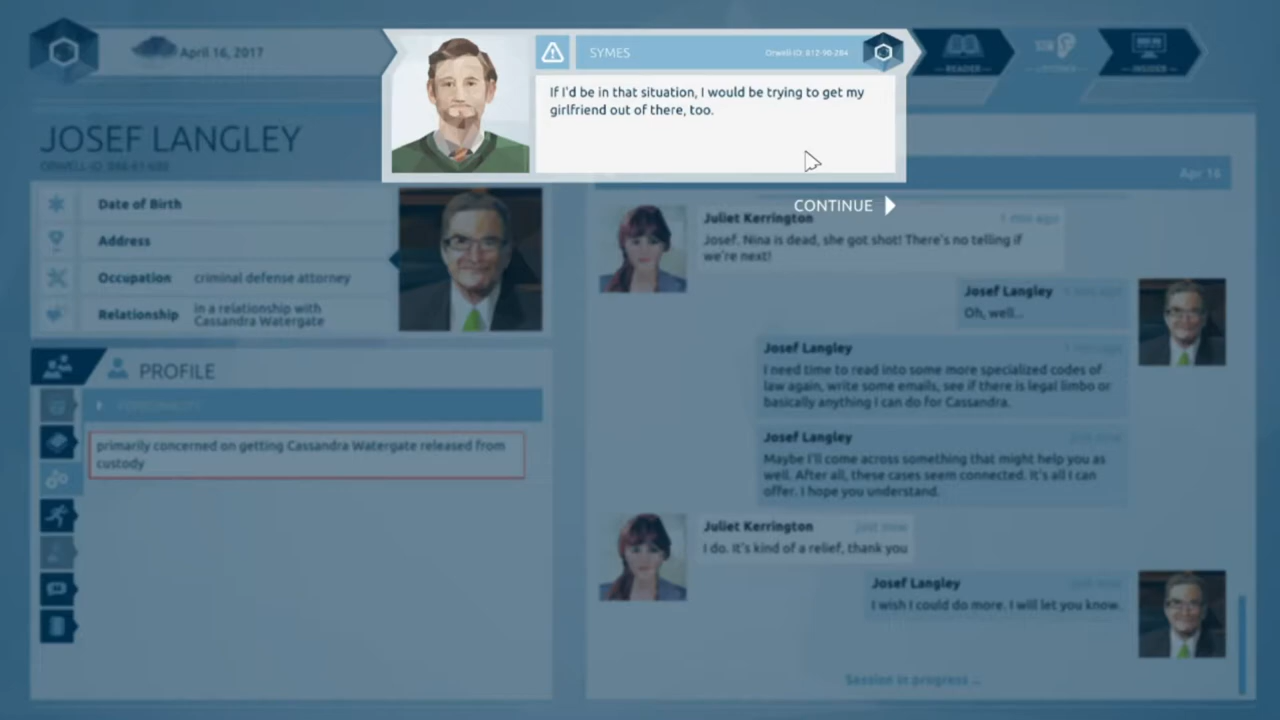 April 16, 2017
SYMES
Orwell-ID: 812-90-284
If I'd be in that situation, I would be trying to get my
girlfriend out of there, too.
CONTINUE
READER
LISTENER
INSIDER
JOSEF LANGLEY
Date of Birth
Address
Occupation criminal defense attorney
Relationship in a relationship with
Cassandra Watergate
PROFILE
primarily concerned on getting Cassandra Watergate released from
custody
Apr 16
Juliet Kerrington 1 min ago
Josef. Nina is dead, she got shot! There's no telling if
we're next!
Josef Langley
Oh, well...
Josef Langley
I need time to read into some more specialized codes of
law again, write some emails, see if there is legal limbo or
basically anything I can do for Cassandra.
Josef Langley just now
Maybe I'll come across something that might help you as
well. After all, these cases seem connected. It's all I can
offer. I hope you understand.
Juliet Kerrington just now
I do. It's kind of a relief, thank you
Josef Langley just now
I wish I could do more. I will let you know.
Session in progress ...